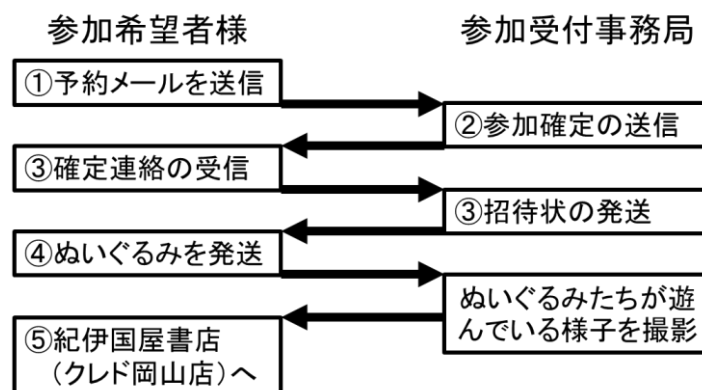 参加希望者様
参加受付事務局
①予約メールを送信
②参加確定の送信
③確定連絡の受信
③招待状の発送
④ぬいぐるみを発送
ぬいぐるみたちが遊
んでいる様子を撮影
⑤紀伊国屋書店
（クレド岡山店）へ